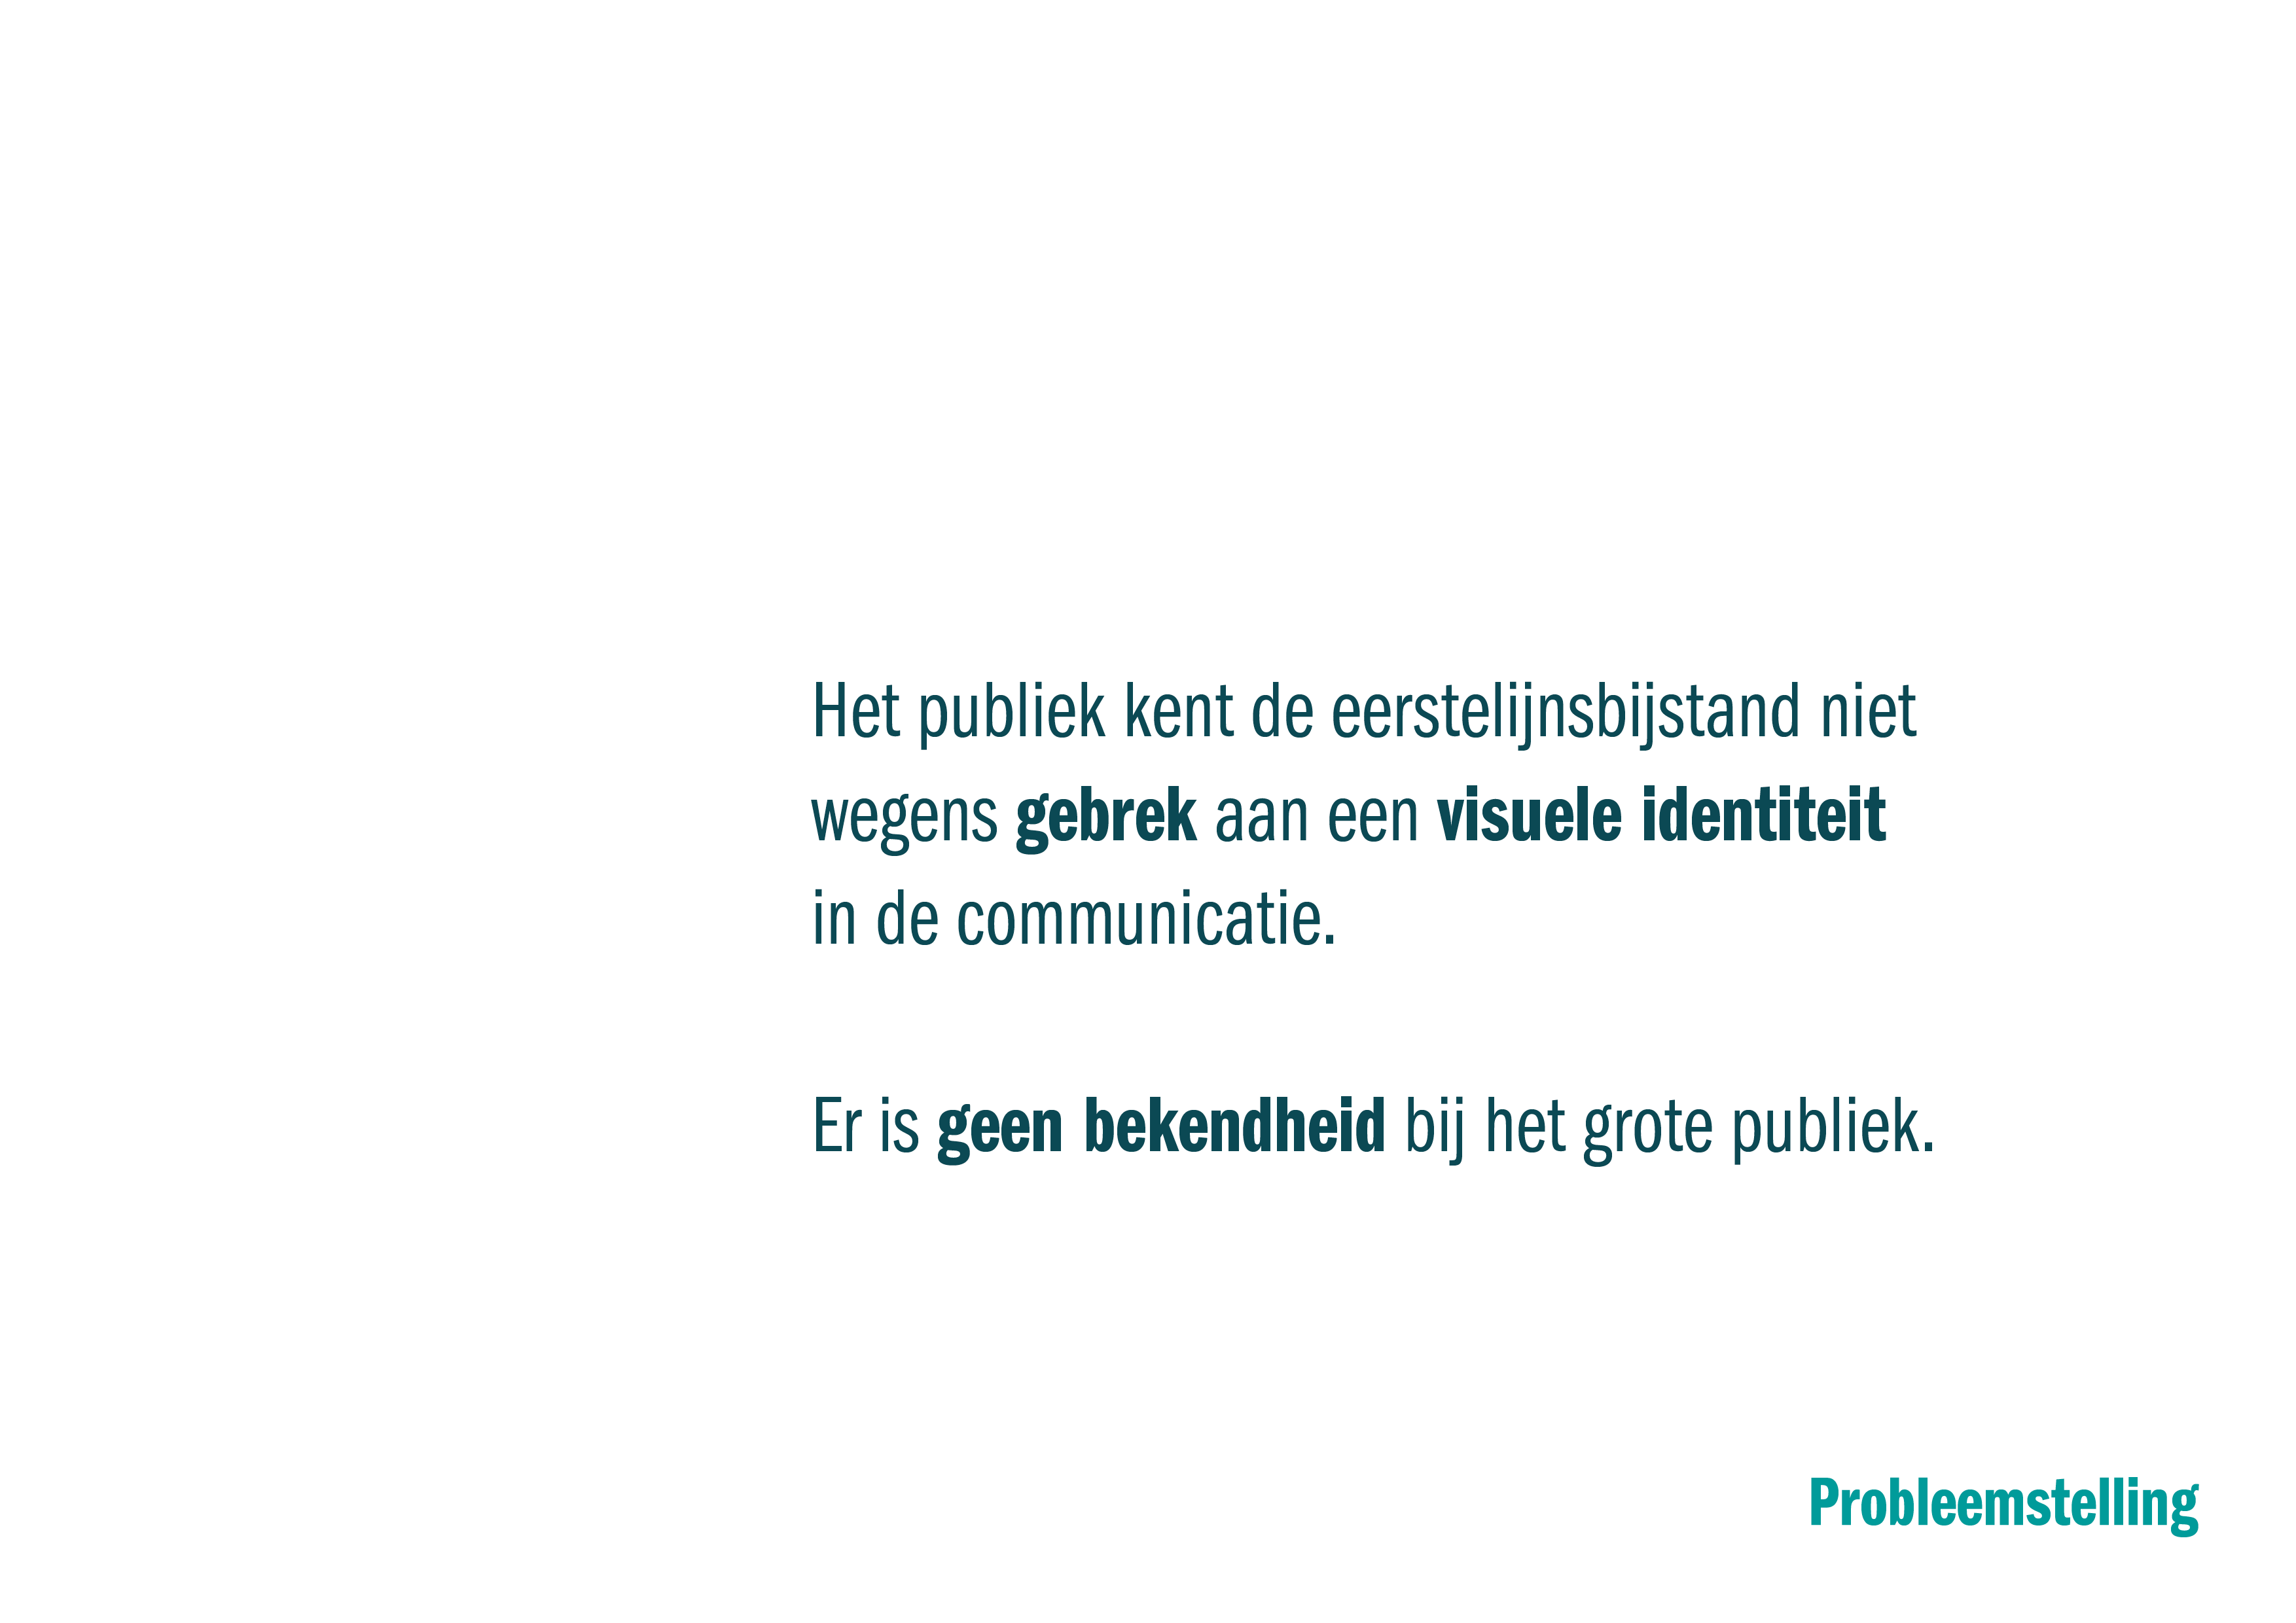 Het publiek kent de eerstelijnsbijstand niet
wegens gebrek aan een visuele identiteit
in de communicatie.
Er is geen bekendheid bij het grote publiek.
Probleemstelling